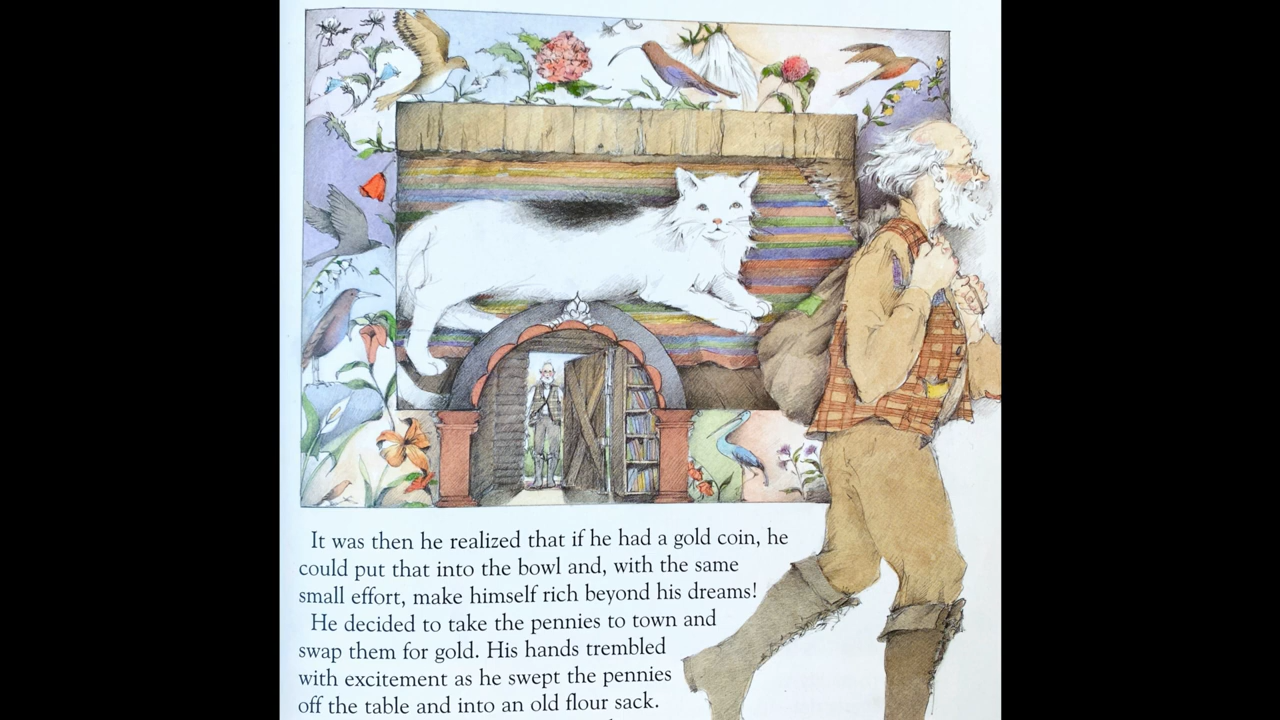 It was then he realized that if he had a gold coin, he
could put that into the bowl and, with the same
small effort, make himself rich beyond his dreams!
He decided to take the pennies to town and
swap them for gold. His hands trembled
with excitement as he swept the pennies
off the table and into an old flour sack.